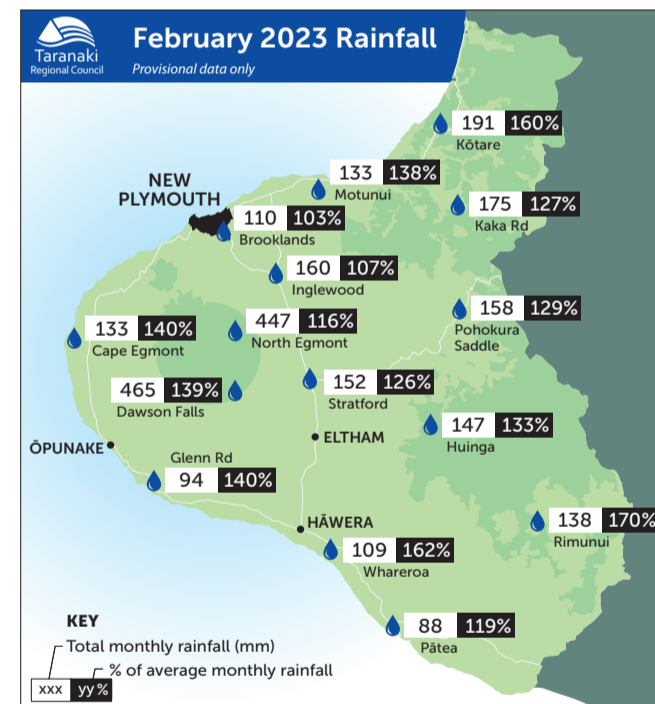 Taranaki
Regional Council
February 2023 Rainfall
Provisional data only
191 160%
Kōtare
133 138%
Motunui
NEW
PLYMOUTH
175 127%
Kaka Rd
110 103%
Brooklands
160 107%
Inglewood
158 129%
Pohokura
Saddle
133 140%
Cape Egmont
447 116%
North Egmont
465 139%
Dawson Falls
152 126%
Stratford
147 133%
Huinga
ELTHAM
ŌPUNAKE
Glenn Rd
94 140%
HĀWERA
138 170%
Rimunui
109 162%
Whareroa
88 119%
Pātea
KEY
Total monthly rainfall (mm)
% of average monthly rainfall
xxx yy%